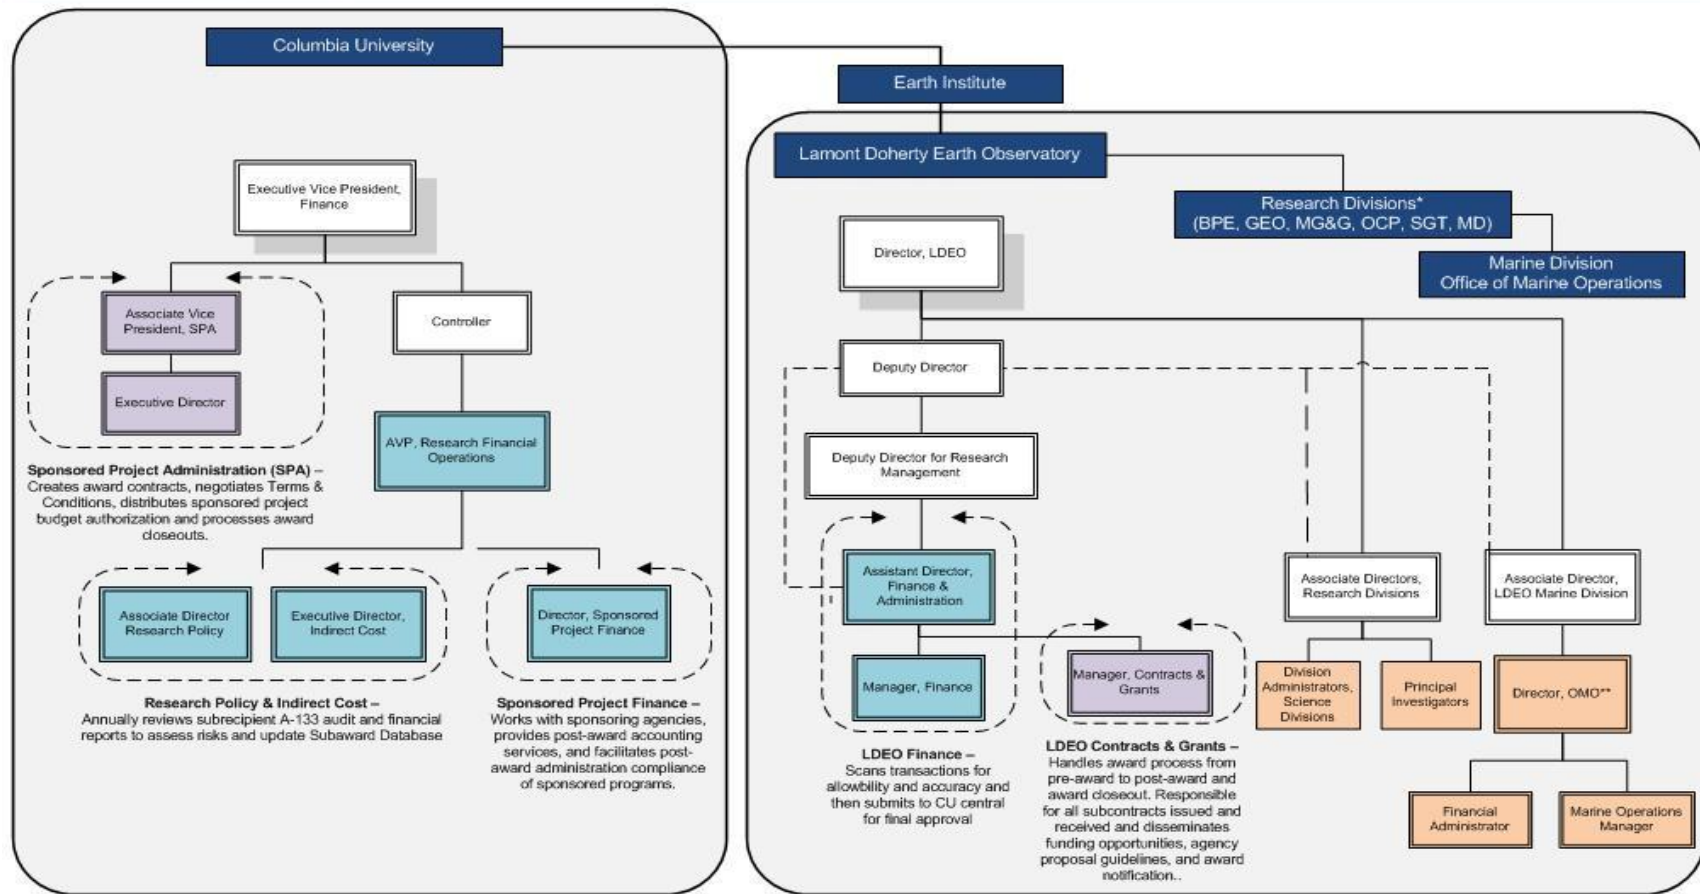 Columbia University
Earth Institute
Lamont Doherty Earth Observatory
Research Divisions*
(BPE, GEO, MG&G, OCP, SGT, MD)
Marine Division
Office of Marine Operations
Executive Vice President,
Finance
Associate Vice
President, SPA
Controller
Executive Director
AVP, Research Financial
Operations
Sponsored Project Administration (SPA) –
Creates award contracts, negotiates Terms &
Conditions, distributes sponsored project
budget authorization and processes award
closeouts.
Associate Director
Research Policy
Executive Director,
Indirect Cost
Director, Sponsored
Project Finance
Research Policy & Indirect Cost –
Annually reviews subrecipient A-133 audit and financial
reports to assess risks and update Subaward Database
Sponsored Project Finance –
Works with sponsoring agencies,
provides post-award accounting
services, and facilitates post-
award administration compliance
of sponsored programs.
Director, LDEO
Deputy Director
Deputy Director for Research
Management
Assistant Director,
Finance &
Administration
Associate Directors,
Research Divisions
Associate Director,
LDEO Marine Division
Manager, Finance
Manager, Contracts &
Grants
Division
Administrators,
Science
Divisions
Principal
Investigators
Director, OMO**
LDEO Finance –
Scans transactions for
allowbility and accuracy and
then submits to CU central
for final approval
LDEO Contracts & Grants –
Handles award process from
pre-award to post-award and
award closeout. Responsible
for all subcontracts issued and
received and disseminates
funding opportunities, agency
proposal guidelines, and award
notification..
Financial
Administrator
Marine Operations
Manager